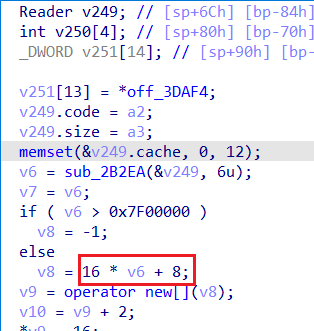 Reader v249; // [sp+6Ch] [bp-84h]
int v250[4]; // [sp+80h] [bp-70h]
_DWORD v251[14]; // [sp+90h] [bp-
v251[13] = *off_3DAF4;
v249.code = a2;
v249.size = a3;
memset(&v249.cache, 0, 12);
v6 = sub_2B2EA(&v249, 6u);
v7 = v6;
if ( v6 > 0x7F00000 )
v8 = -1;
else
v8 = 16 * v6 + 8;
v9 = operator new[](v8);
v10 = v9 + 2;
*v9 = 16;